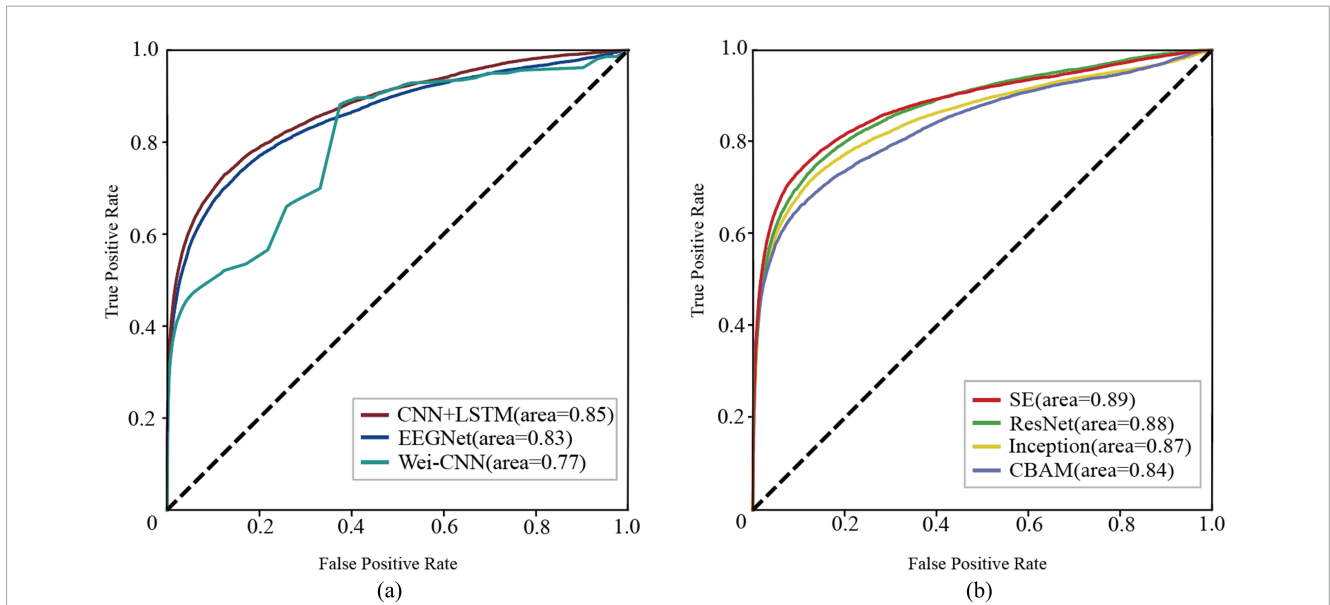 1.0
0.8
0.6
0.4
0.2
0
0.2
0.4
0.6
0.8
1.0
True Positive Rate
False Positive Rate
CNN+LSTM(area=0.85)
EEGNet(area=0.83)
Wei-CNN(area=0.77)
(a)
1.0
0.8
0.6
0.4
0.2
0
0.2
0.4
0.6
0.8
1.0
True Positive Rate
False Positive Rate
SE(area=0.89)
ResNet(area=0.88)
Inception(area=0.87)
CBAM(area=0.84)
(b)